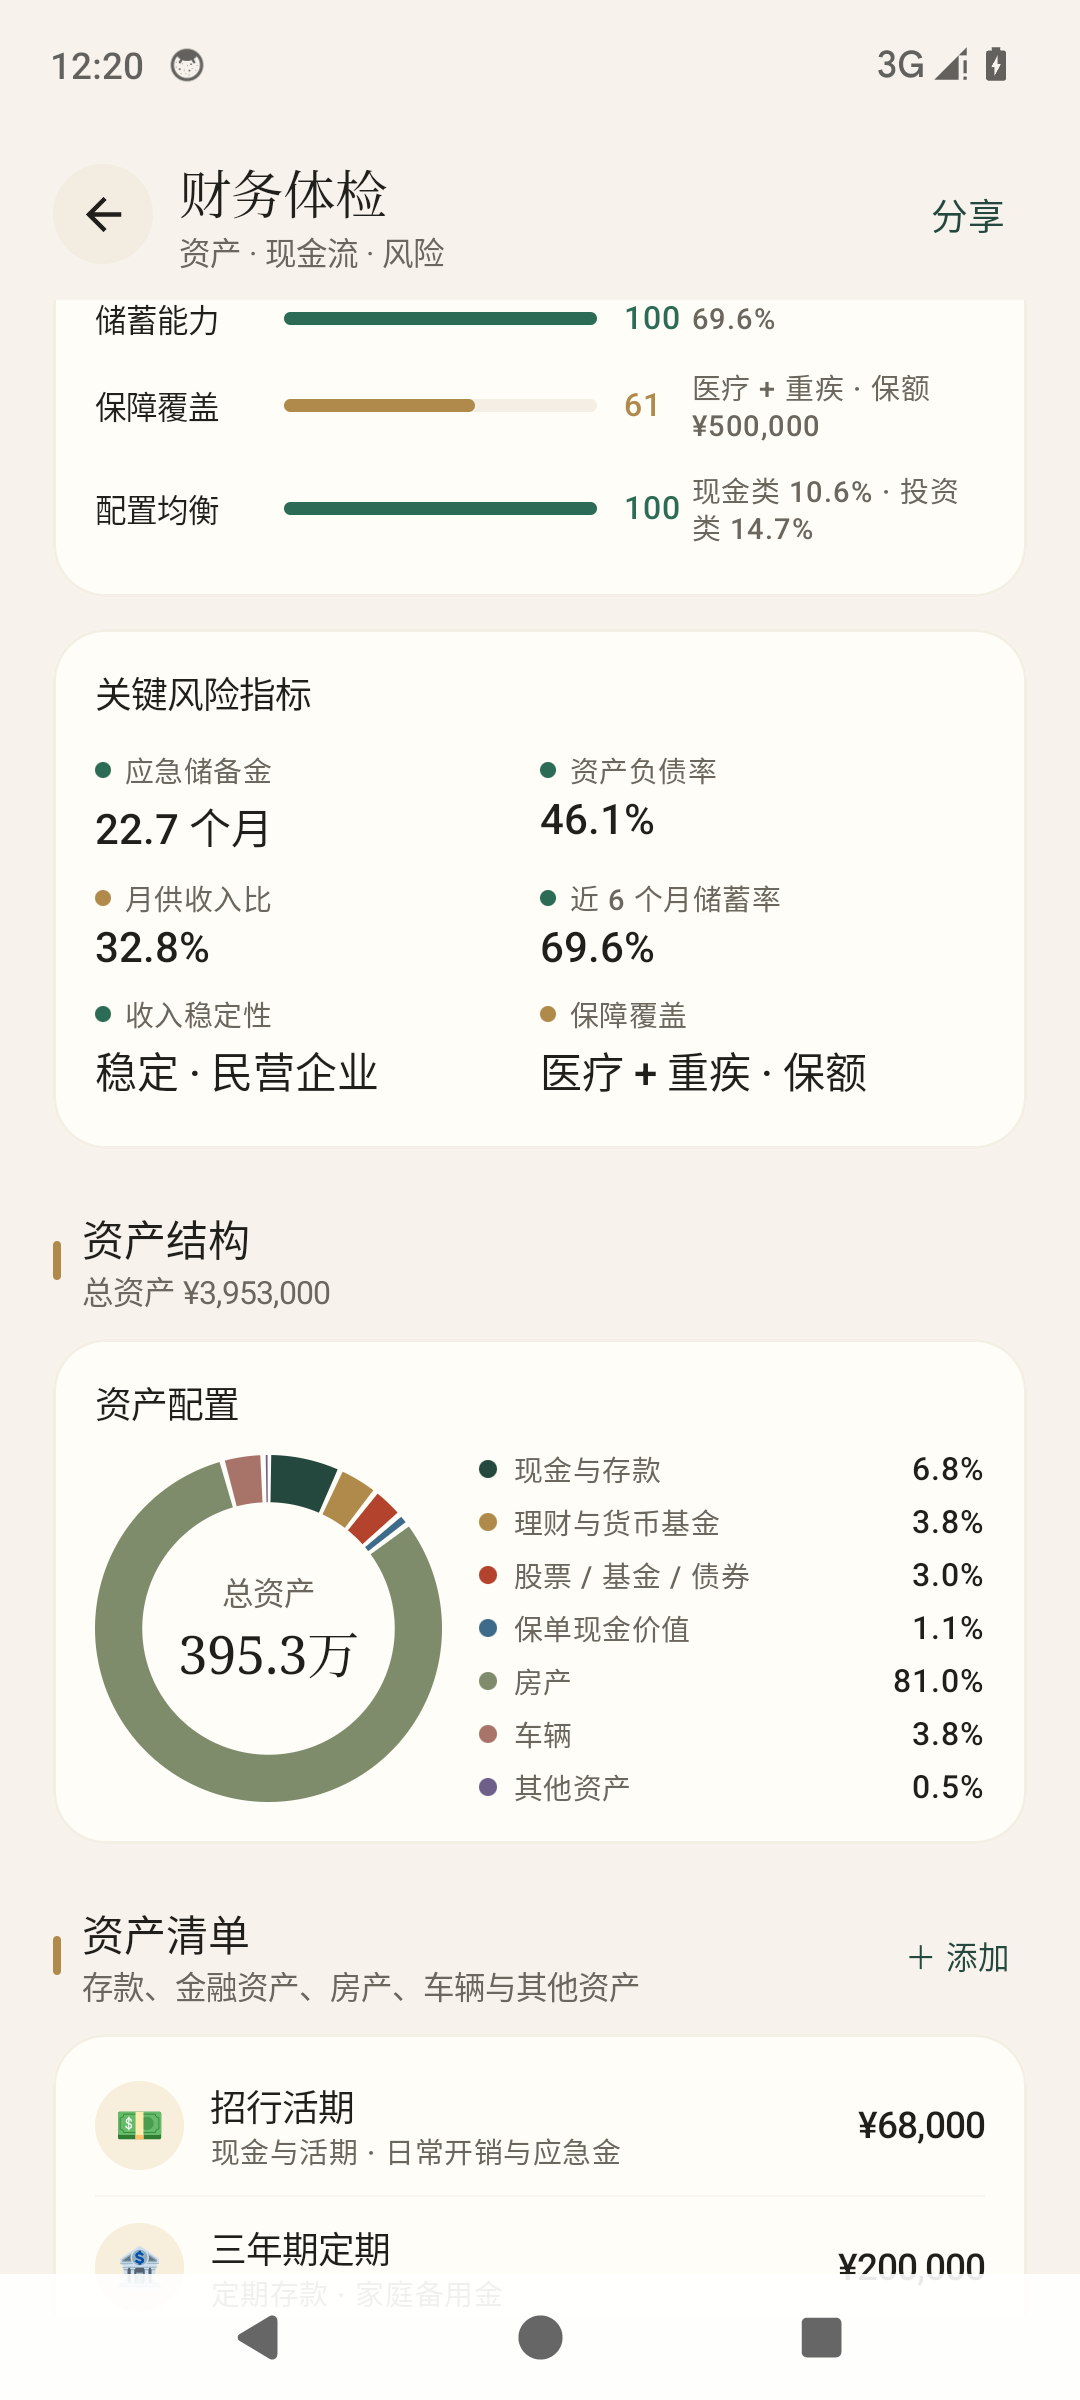 12:20
3G
财务体检
资产 · 现金流 · 风险
分享
储蓄能力
100
69.6%
保障覆盖
61
医疗 + 重疾 · 保额
¥500,000
配置均衡
100
现金类 10.6% · 投资
类 14.7%
关键风险指标
应急储备金
22.7 个月
资产负债率
46.1%
月供收入比
32.8%
近 6 个月储蓄率
69.6%
收入稳定性
稳定 · 民营企业
保障覆盖
医疗 + 重疾 · 保额
资产结构
总资产 ¥3,953,000
资产配置
总资产
395.3万
现金与存款 6.8%
理财与货币基金 3.8%
股票 / 基金 / 债券 3.0%
保单现金价值 1.1%
房产 81.0%
车辆 3.8%
其他资产 0.5%
资产清单
存款、金融资产、房产、车辆与其他资产
＋ 添加
招行活期
现金与活期 · 日常开销与应急金
¥68,000
三年期定期
定期存款 · 家庭备用金
¥200,000